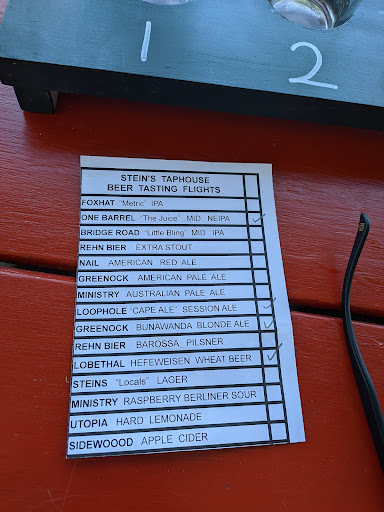 1 2
STEIN'S TAPHOUSE
BEER TASTING FLIGHTS
FOXHAT "Metric" IPA
ONE BARREL "The Juice" MID NEIPA
BRIDGE ROAD "Little Bling" MID IPA
REHN BIER EXTRA STOUT
NAIL AMERICAN RED ALE
GREENOCK AMERICAN PALE ALE
MINISTRY AUSTRALIAN PALE ALE
LOOPHOLE "CAPE ALE" SESSION ALE
GREENOCK BUNAWANDA BLONDE ALE
REHN BIER BAROSSA PILSNER
LOBETHAL HEFEWEISEN WHEAT BEER
STEINS "Locals" LAGER
MINISTRY RASPBERRY BERLINER SOUR
UTOPIA HARD LEMONADE
SIDEWOOOD APPLE CIDER